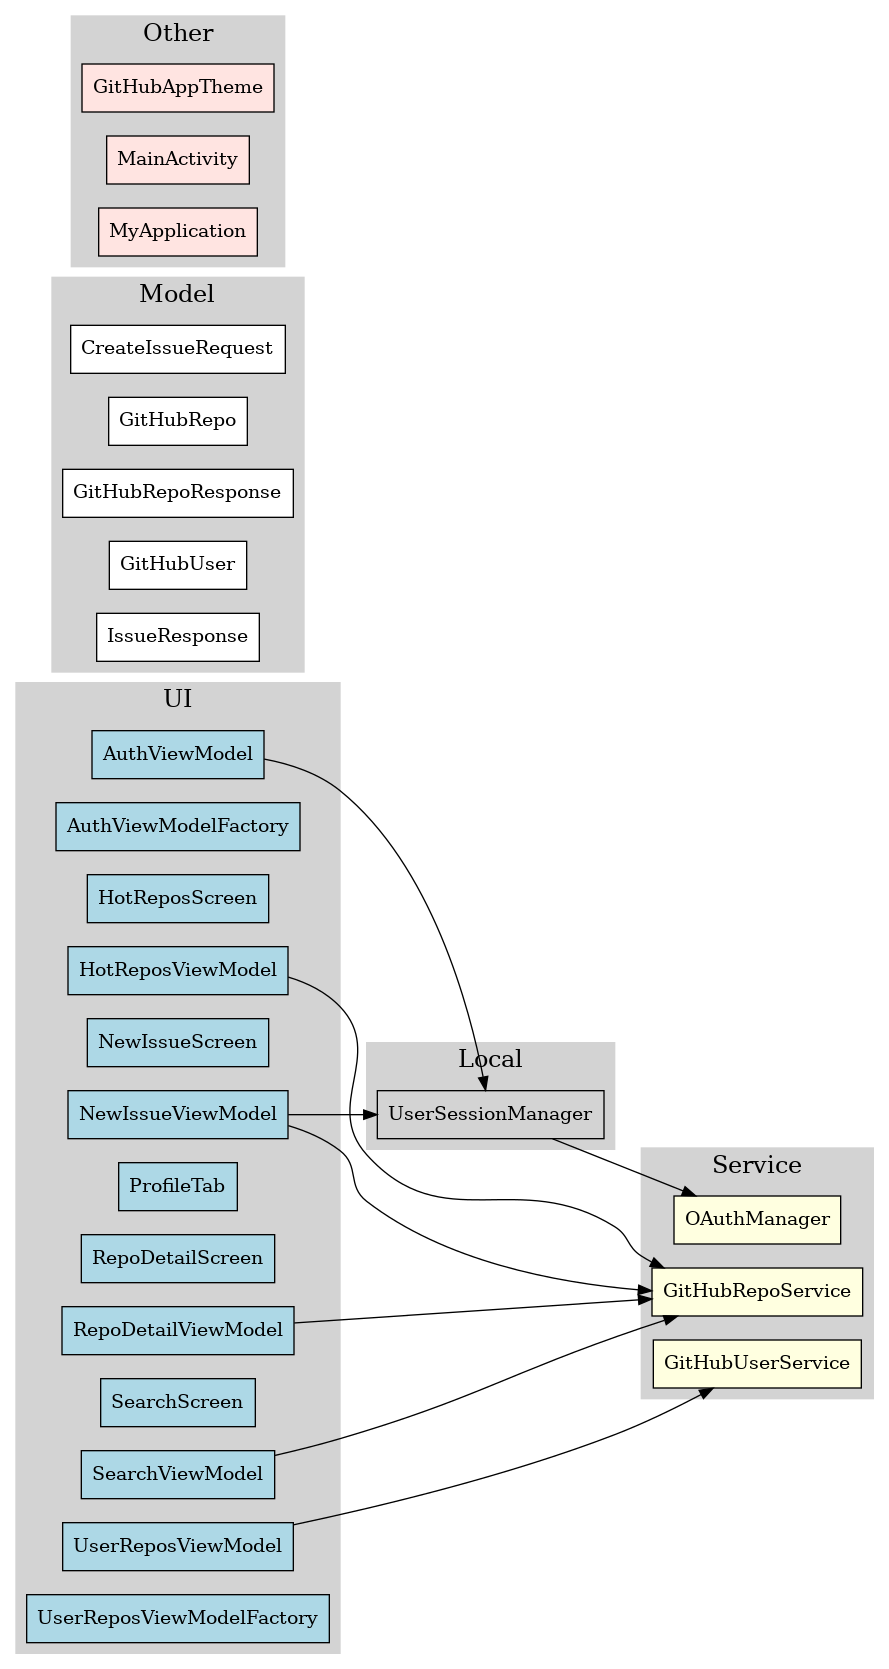 Other
GitHubAppTheme
MainActivity
MyApplication
Model
CreateIssueRequest
GitHubRepo
GitHubRepoResponse
GitHubUser
IssueResponse
UI
AuthViewModel
AuthViewModelFactory
HotReposScreen
HotReposViewModel
NewIssueScreen
NewIssueViewModel
ProfileTab
RepoDetailScreen
RepoDetailViewModel
SearchScreen
SearchViewModel
UserReposViewModel
UserReposViewModelFactory
Local
UserSessionManager
Service
OAuthManager
GitHubRepoService
GitHubUserService